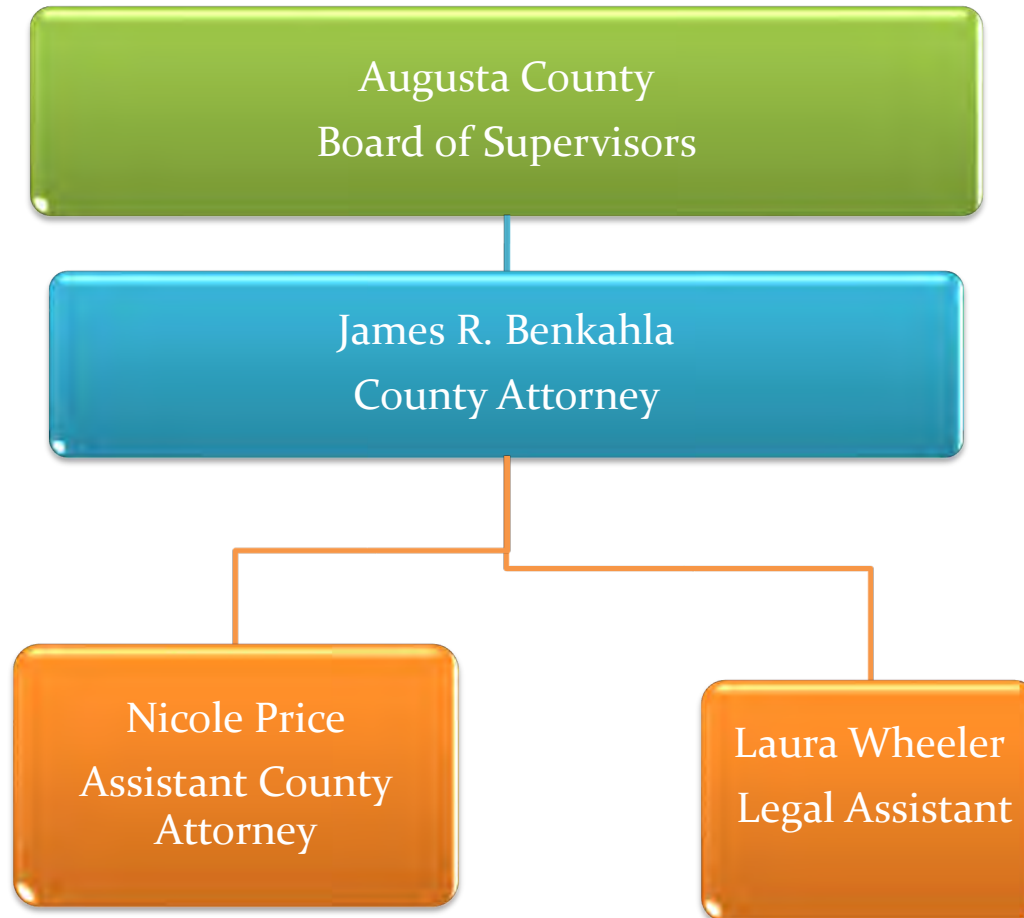 Augusta County
Board of Supervisors
James R. Benkahla
County Attorney
Nicole Price
Assistant County
Attorney
Laura Wheeler
Legal Assistant